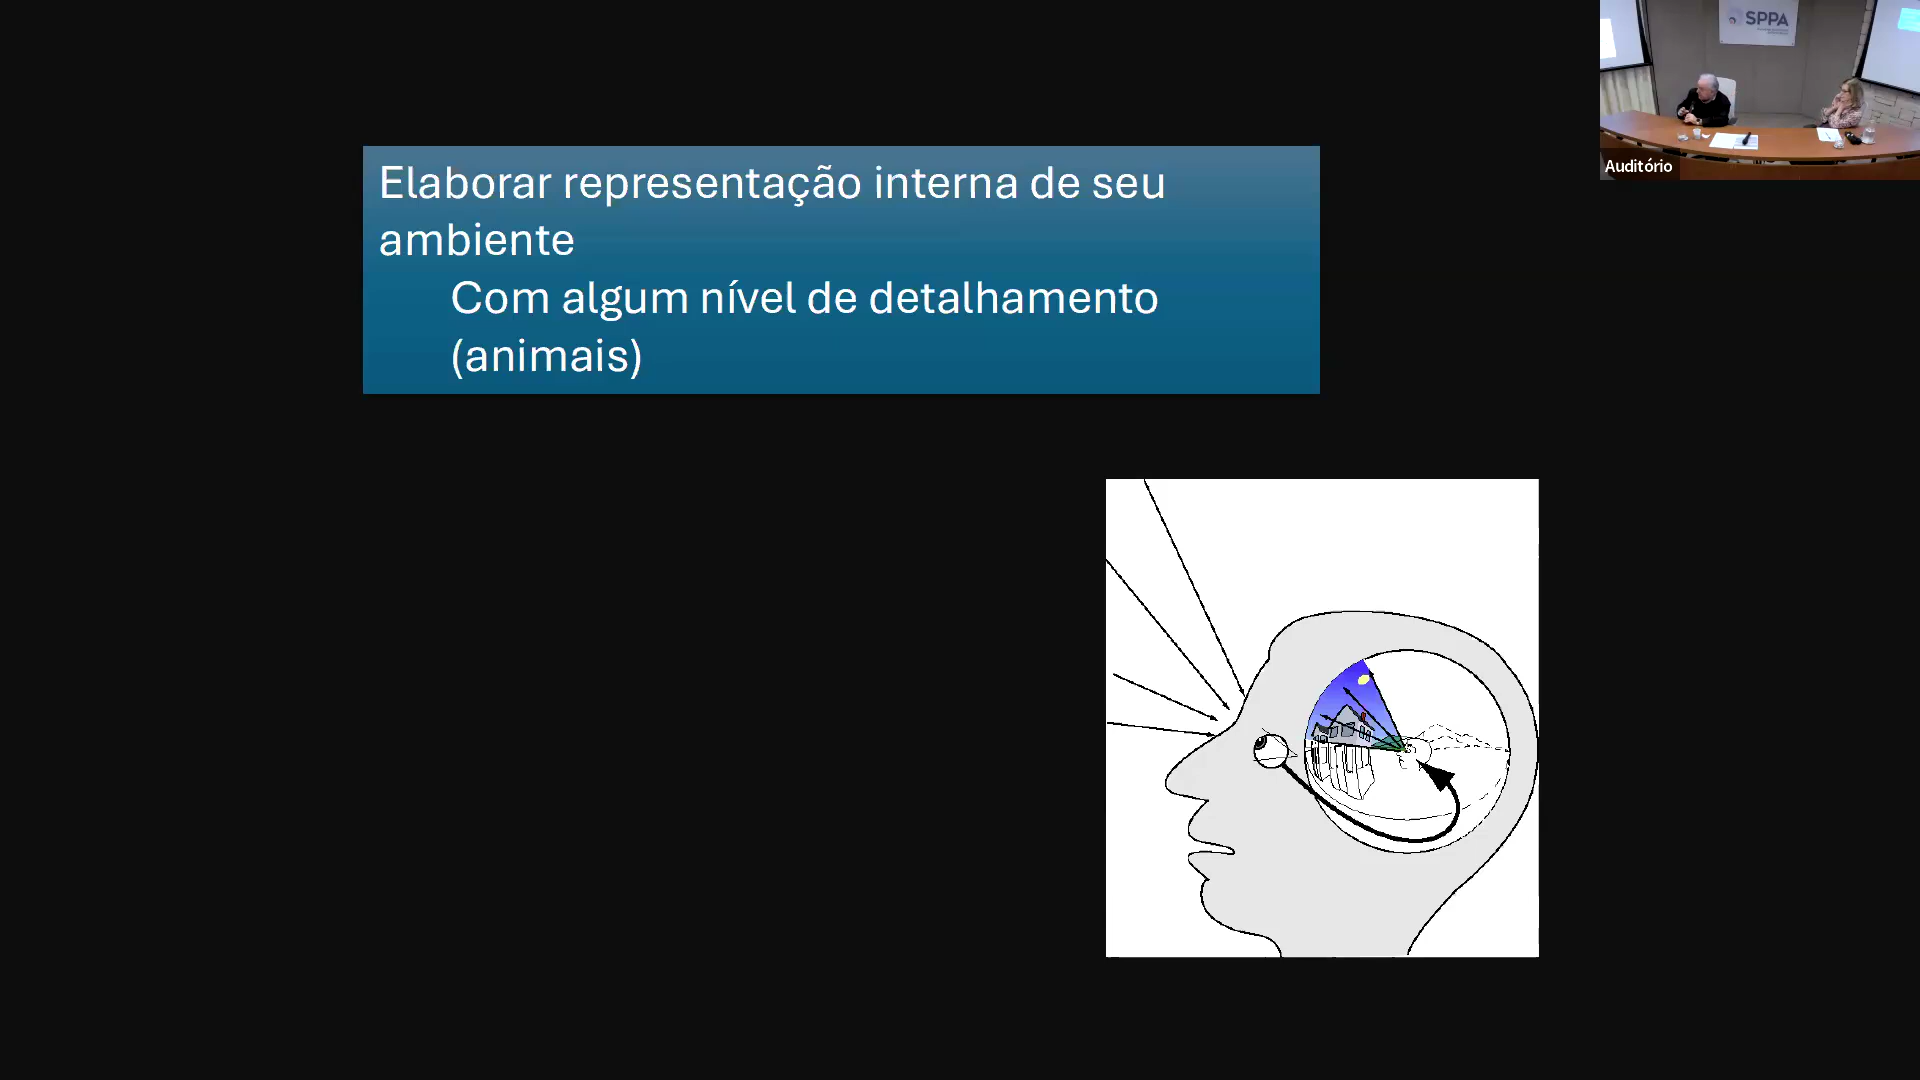 Elaborar representação interna de seu
ambiente
Com algum nível de detalhamento
(animais)
SPPA
Auditório